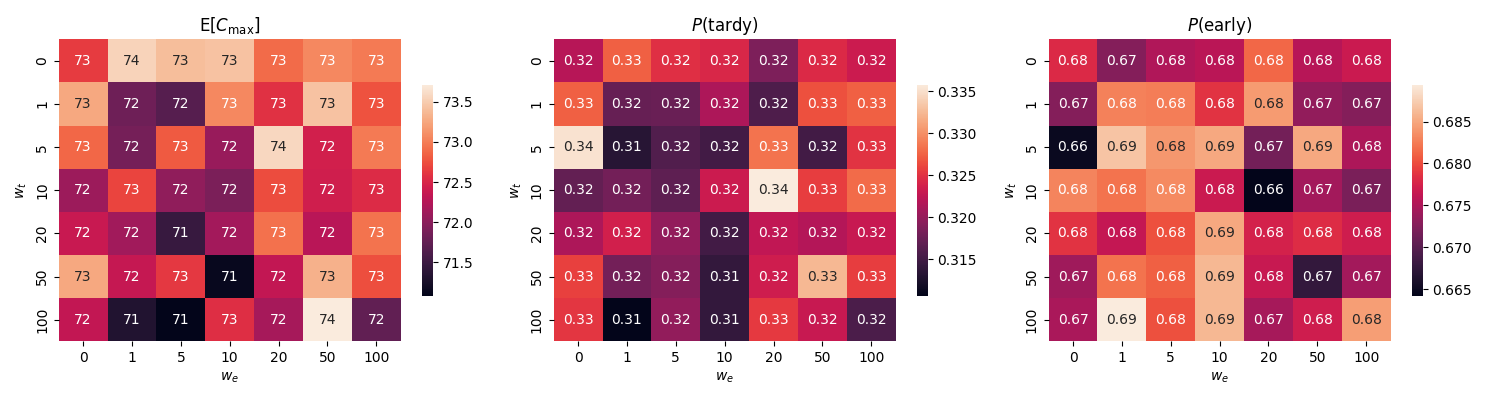 E[C_max]
0 73 74 73 73 73 73 73
1 73 72 72 73 73 73 73
5 73 72 73 72 74 72 73
10 72 73 72 72 73 72 73
20 72 72 71 72 73 72 73
50 73 72 73 71 72 73 73
100 72 71 71 73 72 74 72
0 1 5 10 20 50 100
w_e
w_t
73.5
73.0
72.5
72.0
71.5
P(tardy)
0 0.32 0.33 0.32 0.32 0.32 0.32 0.32
1 0.33 0.32 0.32 0.32 0.32 0.33 0.33
5 0.34 0.31 0.32 0.32 0.33 0.32 0.33
10 0.32 0.32 0.32 0.32 0.34 0.33 0.33
20 0.32 0.32 0.32 0.32 0.32 0.32 0.32
50 0.33 0.32 0.32 0.31 0.32 0.33 0.33
100 0.33 0.31 0.32 0.31 0.33 0.32 0.32
0 1 5 10 20 50 100
w_e
w_t
0.335
0.330
0.325
0.320
0.315
P(early)
0 0.68 0.67 0.68 0.68 0.68 0.68 0.68
1 0.67 0.68 0.68 0.68 0.68 0.67 0.67
5 0.66 0.69 0.68 0.69 0.67 0.69 0.68
10 0.68 0.68 0.68 0.68 0.66 0.67 0.67
20 0.68 0.68 0.68 0.69 0.68 0.68 0.68
50 0.67 0.68 0.68 0.69 0.68 0.67 0.67
100 0.67 0.69 0.68 0.69 0.67 0.68 0.68
0 1 5 10 20 50 100
w_e
w_t
0.685
0.680
0.675
0.670
0.665